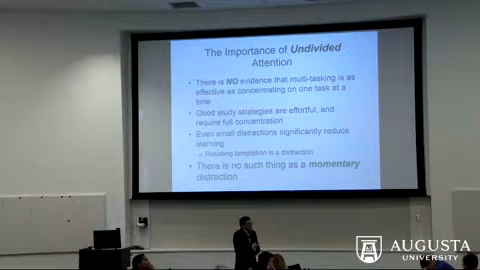 The Importance of Undivided
Attention
• There is NO evidence that multi-tasking is as
effective as concentrating on one task at a
time
• Good study strategies are effortful, and
require full concentration
• Even small distractions significantly reduce
learning
– Resisting temptation is a distraction
• There is no such thing as a momentary
distraction
AUGUSTA
UNIVERSITY